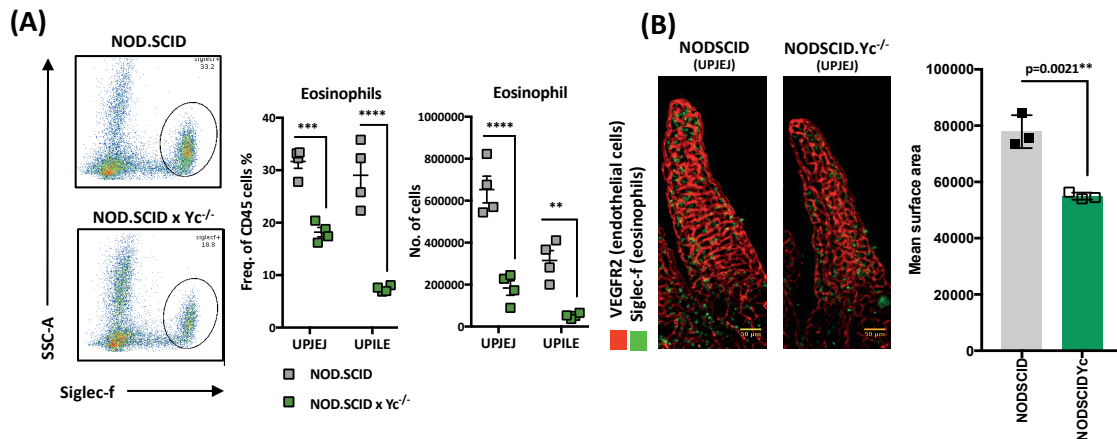 (A)
NOD.SCID
siglecf+
33.2
NOD.SCID x Yc-/-
siglecf+
18.8
SSC-A
Siglec-f
Eosinophils
Freq. of CD45 cells %
40
30
20
10
0
***
****
UPJEJ
UPILE
Eosinophil
No. of cells
1000000
800000
600000
400000
200000
0
****
**
UPJEJ
UPILE
NOD.SCID
NOD.SCID x Yc-/-
(B)
NODSCID
(UPJEJ)
NODSCID.Yc-/-
(UPJEJ)
VEGFR2 (endothelial cells)
Siglec-f (eosinophils)
50 μm
50 μm
Mean surface area
100000
80000
60000
40000
20000
0
p=0.0021**
NODSCID
NODSCIDYc